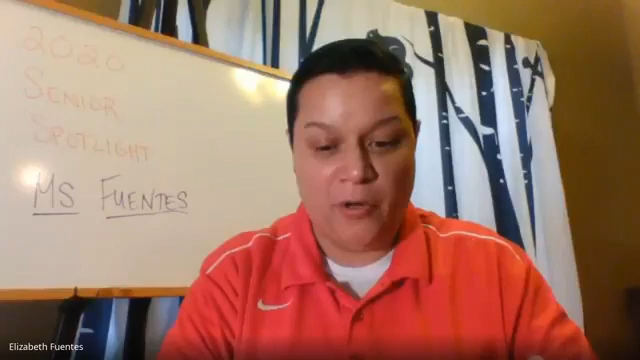 2020
SENIOR
SPOTLIGHT
MS FUENTES
Elizabeth Fuentes